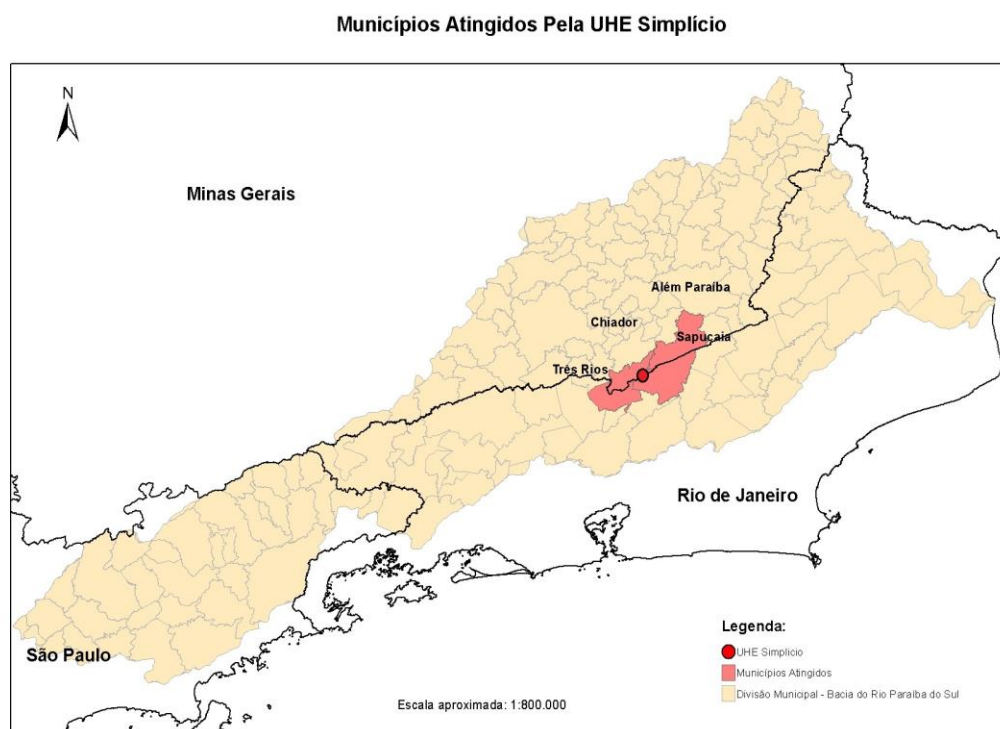 Municípios Atingidos Pela UHE Simplício
N
Minas Gerais
Além Paraíba
Chiador
Sapucaia
Três Rios
Rio de Janeiro
São Paulo
Legenda:
UHE Simplicio
Municípios Atingidos
Divisão Municipal - Bacia do Rio Paraíba do Sul
Escala aproximada: 1:800.000